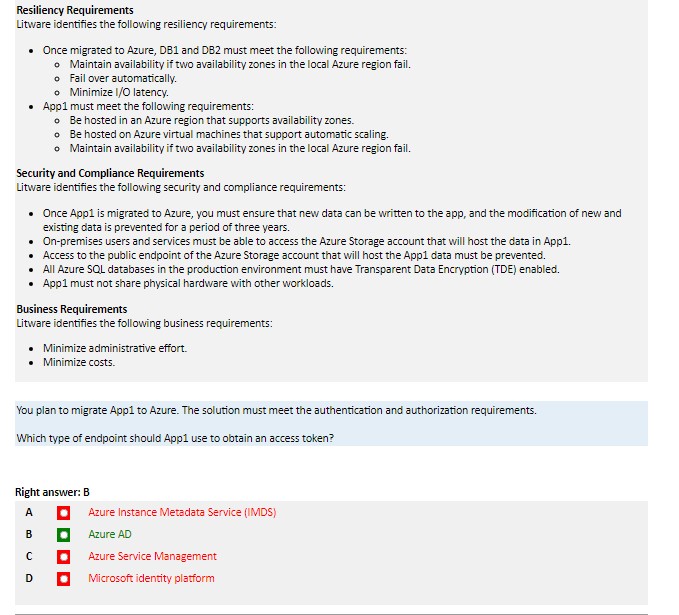 Resiliency Requirements
Litware identifies the following resiliency requirements:
• Once migrated to Azure, DB1 and DB2 must meet the following requirements:
o Maintain availability if two availability zones in the local Azure region fail.
o Fail over automatically.
o Minimize I/O latency.
• App1 must meet the following requirements:
o Be hosted in an Azure region that supports availability zones.
o Be hosted on Azure virtual machines that support automatic scaling.
o Maintain availability if two availability zones in the local Azure region fail.
Security and Compliance Requirements
Litware identifies the following security and compliance requirements:
• Once App1 is migrated to Azure, you must ensure that new data can be written to the app, and the modification of new and
existing data is prevented for a period of three years.
• On-premises users and services must be able to access the Azure Storage account that will host the data in App1.
• Access to the public endpoint of the Azure Storage account that will host the App1 data must be prevented.
• All Azure SQL databases in the production environment must have Transparent Data Encryption (TDE) enabled.
• App1 must not share physical hardware with other workloads.
Business Requirements
Litware identifies the following business requirements:
• Minimize administrative effort.
• Minimize costs.
You plan to migrate App1 to Azure. The solution must meet the authentication and authorization requirements.
Which type of endpoint should App1 use to obtain an access token?
Right answer: B
A Azure Instance Metadata Service (IMDS)
B Azure AD
C Azure Service Management
D Microsoft identity platform